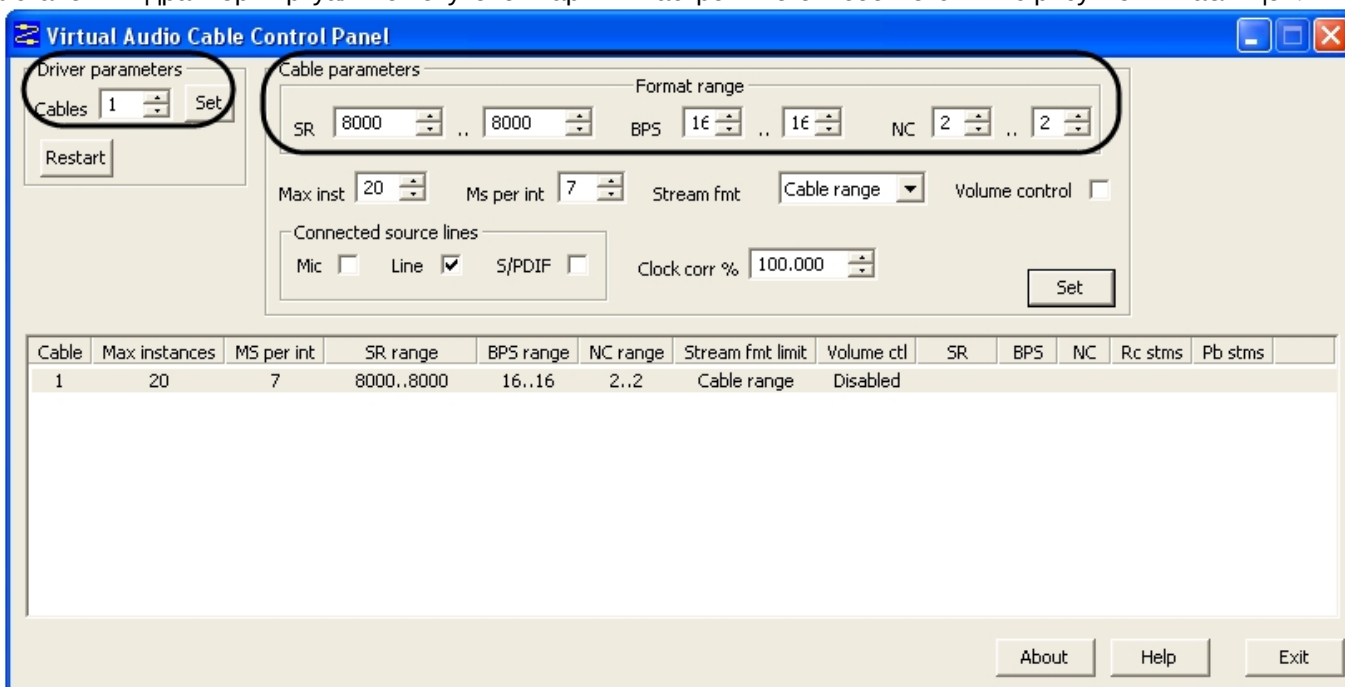 Virtual Audio Cable Control Panel
Driver parameters
Cables 1 Set
Restart
Cable parameters
Format range
SR 8000 .. 8000 BPS 16 .. 16 NC 2 .. 2
Max inst 20 Ms per int 7 Stream fmt Cable range Volume control
Connected source lines
Mic Line S/PDIF Clock corr % 100.000
Set
Cable Max instances MS per int SR range BPS range NC range Stream fmt limit Volume ctl SR BPS NC Rc stms Pb stms
1 20 7 8000..8000 16..16 2..2 Cable range Disabled
About Help Exit